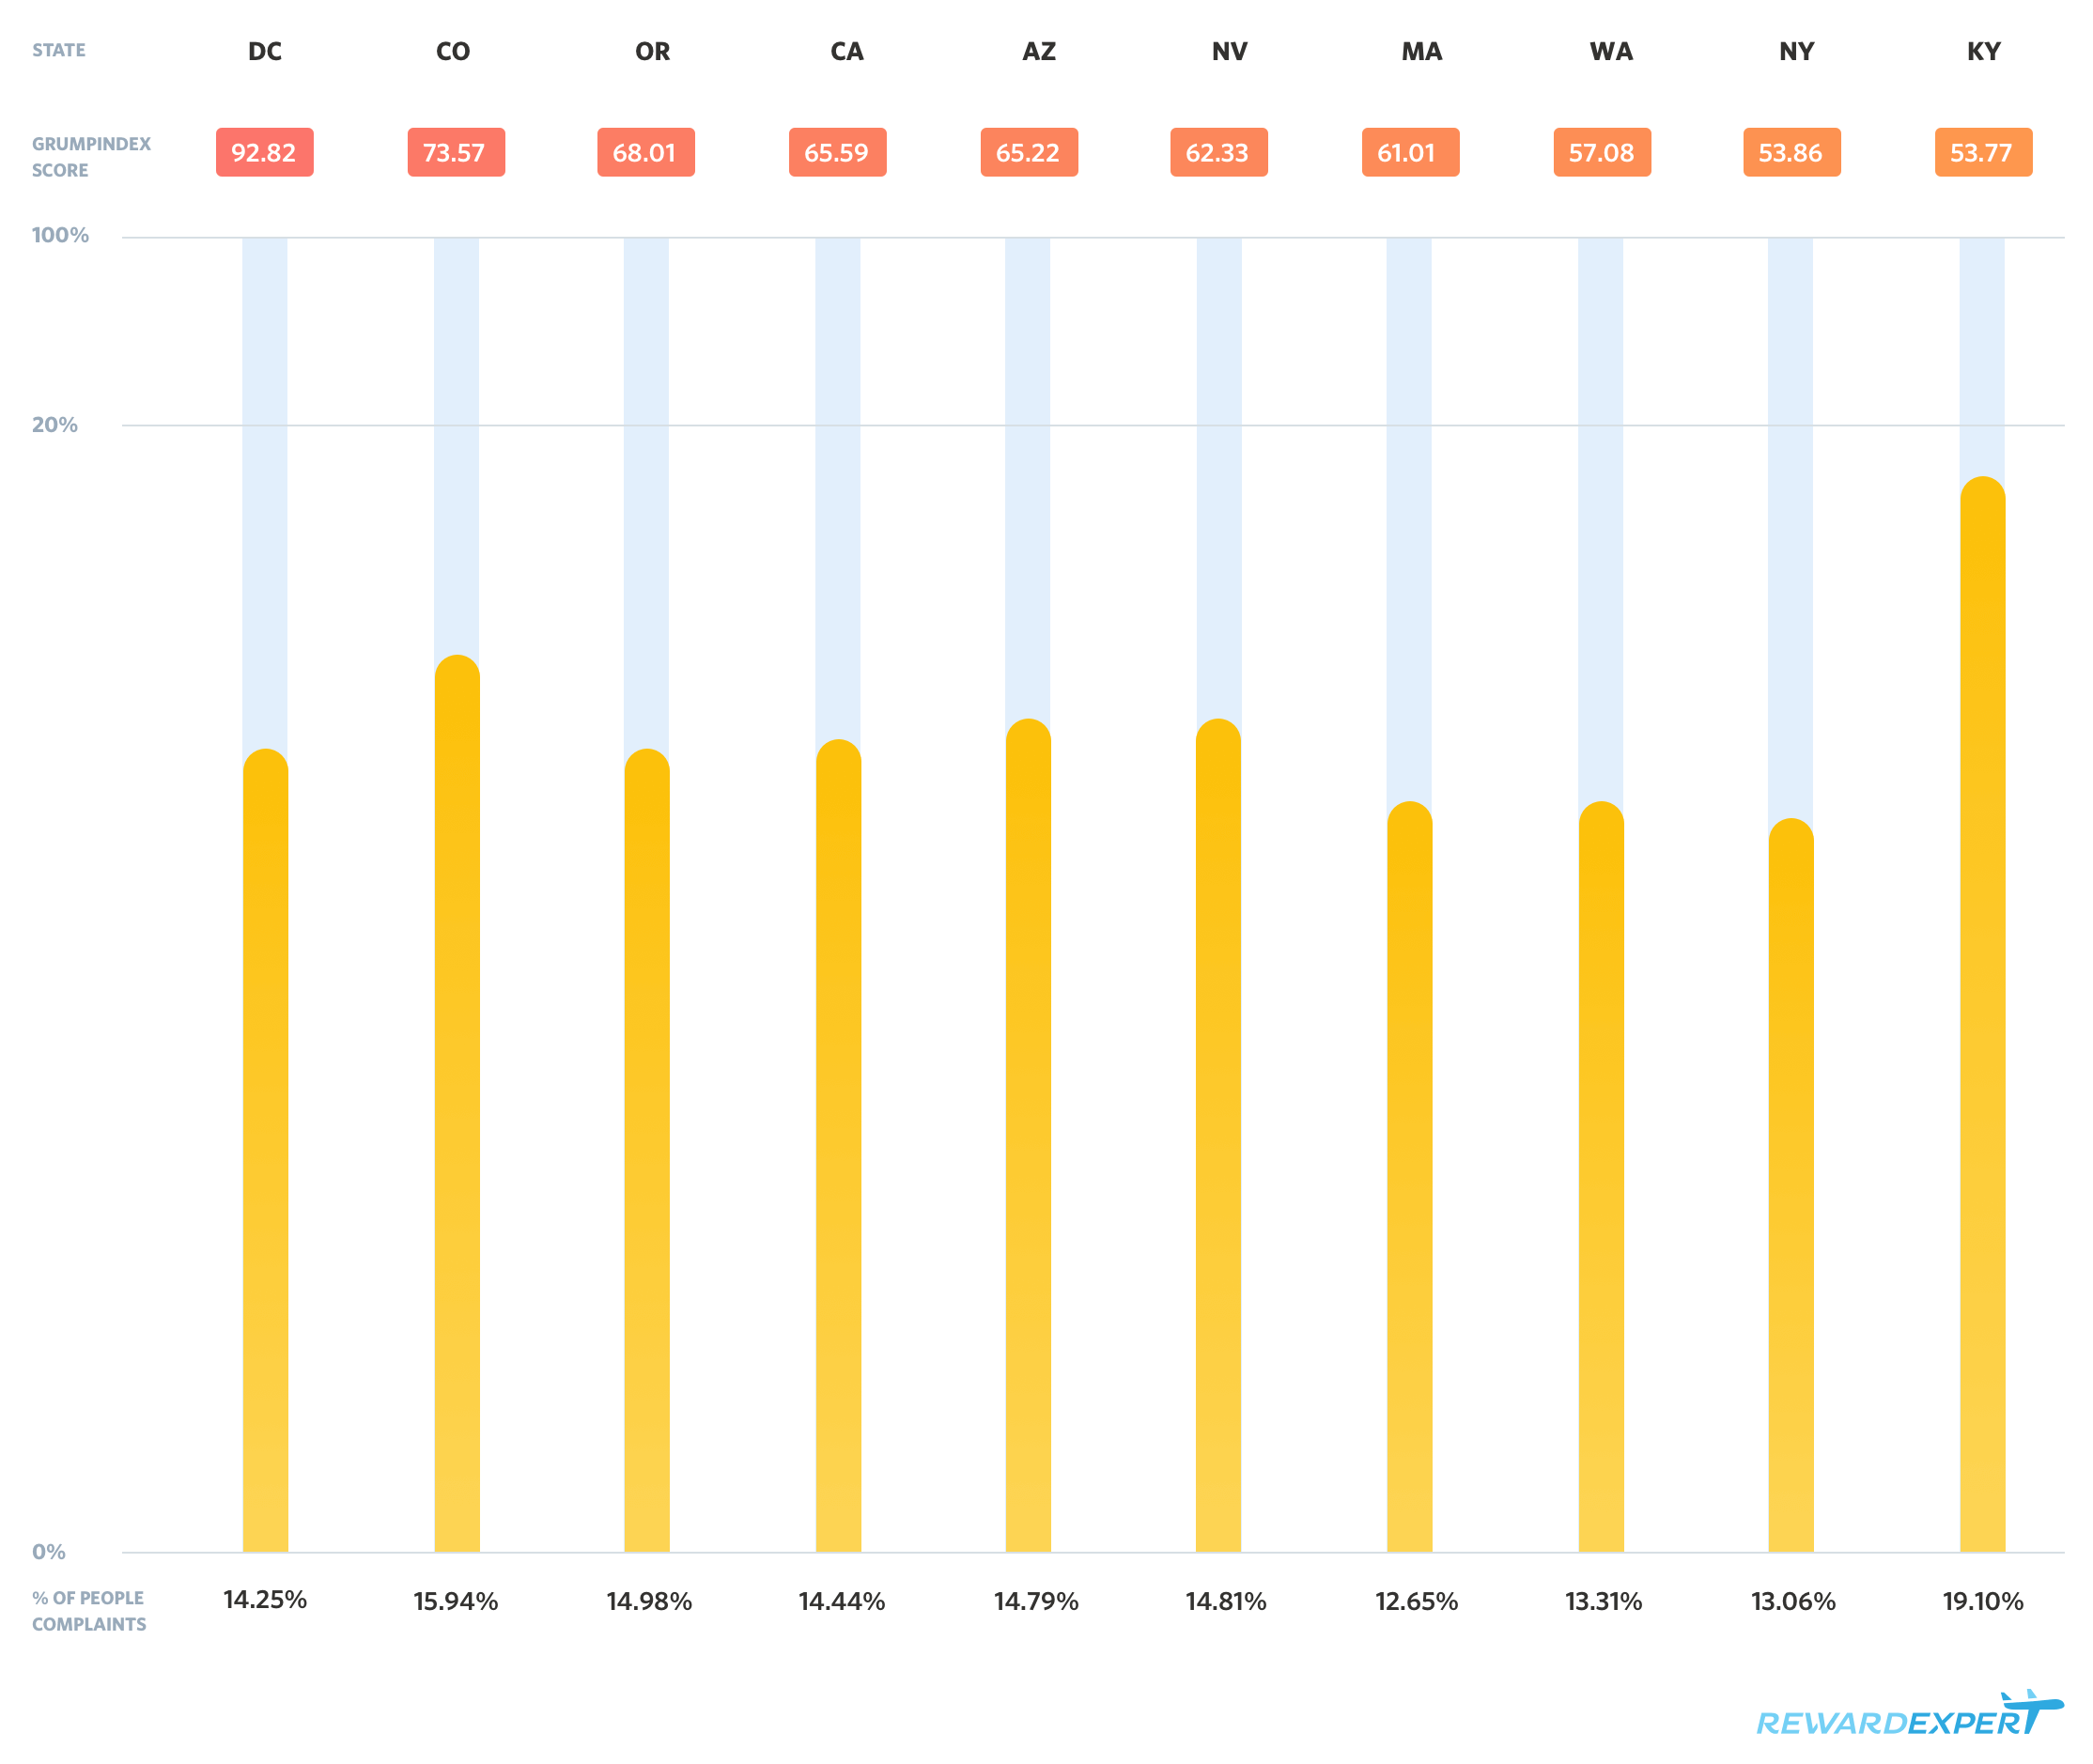 STATE DC CO OR CA AZ NV MA WA NY KY
GRUMPINDEX
SCORE
92.82 73.57 68.01 65.59 65.22 62.33 61.01 57.08 53.86 53.77
100%
20%
0%
% OF PEOPLE
COMPLAINTS
14.25% 15.94% 14.98% 14.44% 14.79% 14.81% 12.65% 13.31% 13.06% 19.10%
REWARDEXPERT